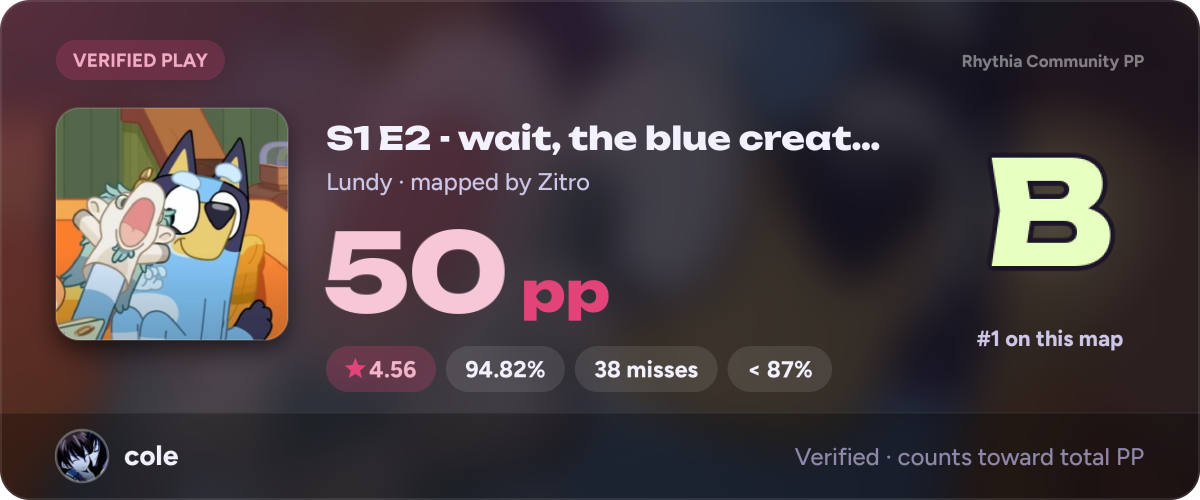 VERIFIED PLAY
Rhythia Community PP
S1 E2 - wait, the blue creat...
Lundy · mapped by Zitro
50 pp
B
#1 on this map
★ 4.56
94.82%
38 misses
< 87%
cole
Verified · counts toward total PP